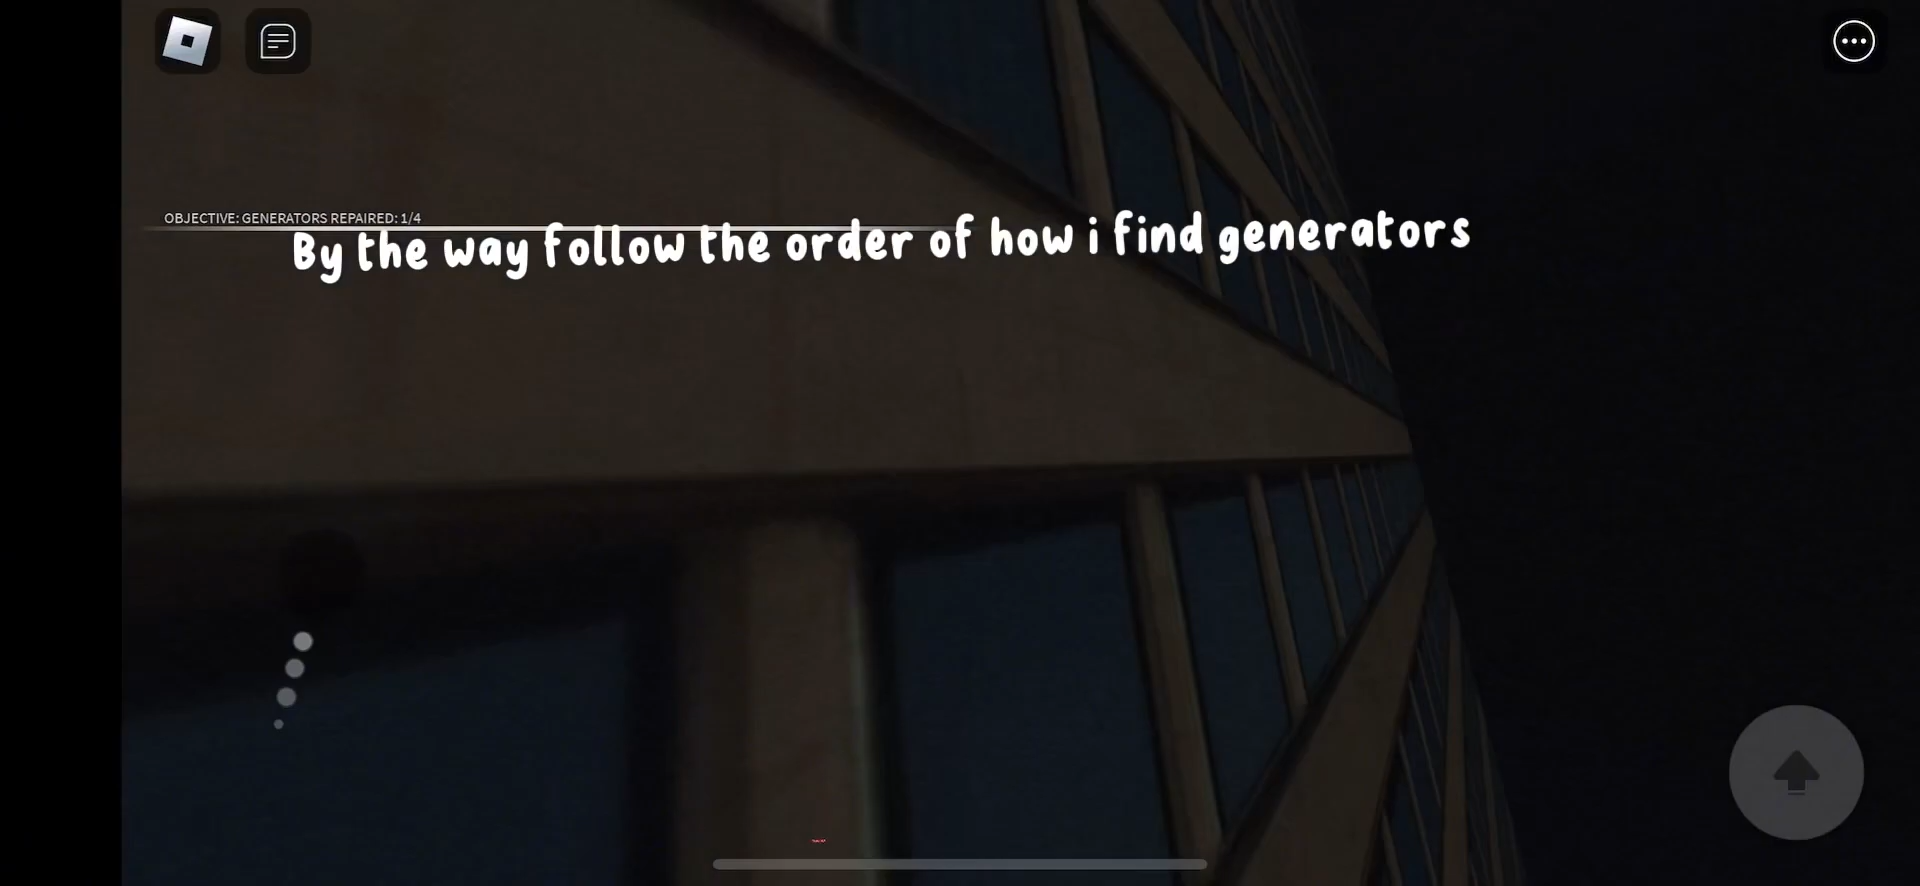 OBJECTIVE: GENERATORS REPAIRED: 1/4
By the way follow the order of how i find generators